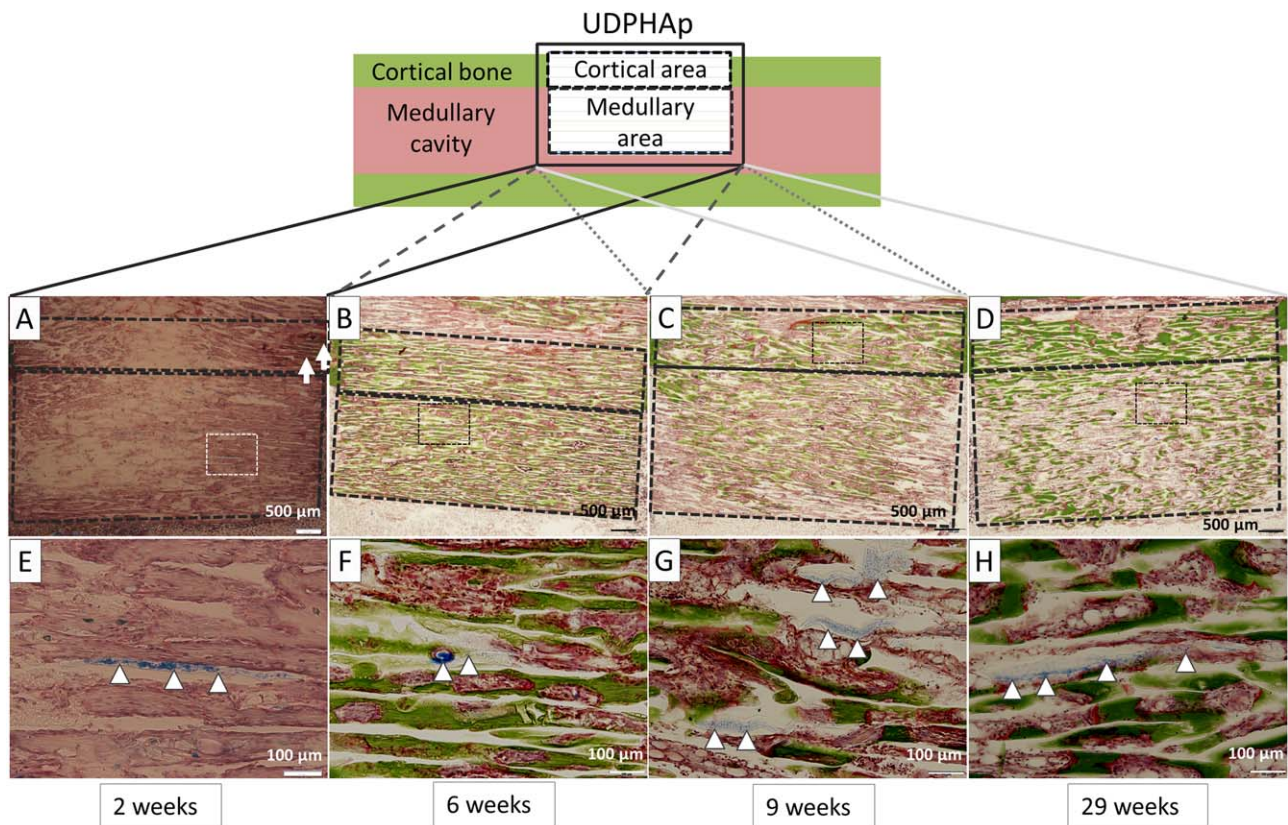 UDPHAp
Cortical bone
Cortical area
Medullary
cavity
Medullary
area
A
B
C
D
500 µm
500 µm
500 µm
500 µm
E
F
G
H
100 µm
100 µm
100 µm
100 µm
2 weeks
6 weeks
9 weeks
29 weeks